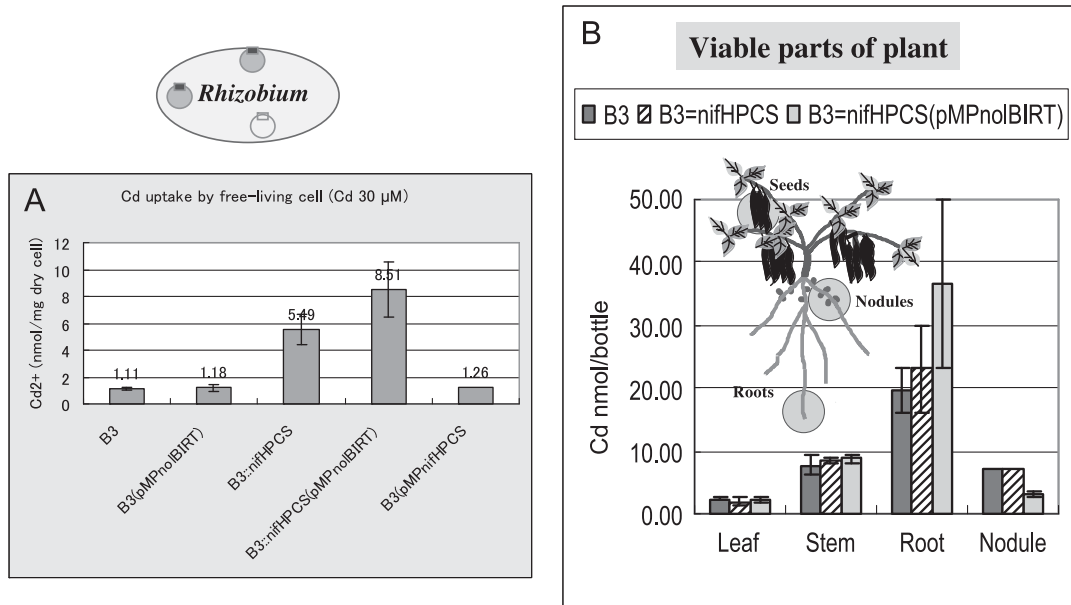 Rhizobium
A
Cd uptake by free-living cell (Cd 30 μM)
Cd2+ (nmol/mg dry cell)
12
10
8
6
4
2
0
1.11
1.18
5.49
8.51
1.26
B3
B3(pMPnolBIRT)
B3::nifHPCS
B3::nifHPCS(pMPnolBIRT)
B3(pMPnifHPCS)
B
Viable parts of plant
B3 B3=nifHPCS B3=nifHPCS(pMPnolBIRT)
Cd nmol/bottle
50.00
40.00
30.00
20.00
10.00
0.00
Seeds
Nodules
Roots
Leaf Stem Root Nodule